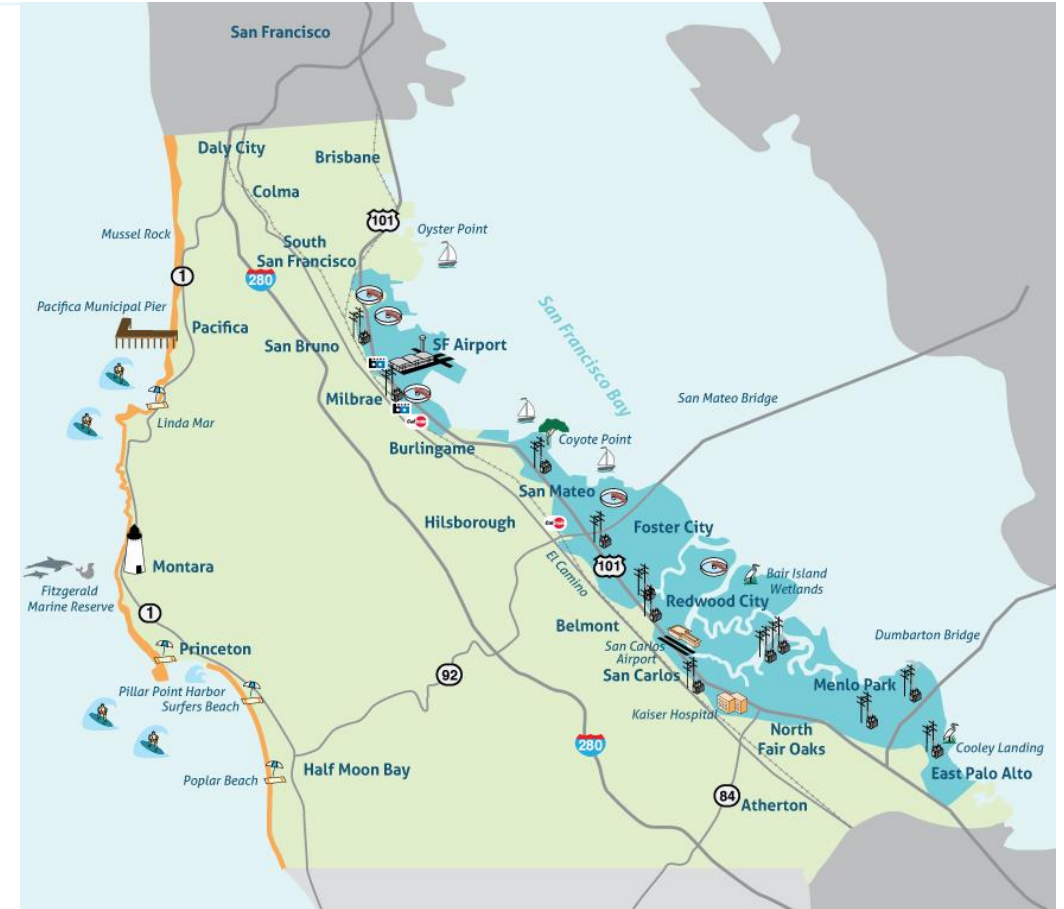 San Francisco
Daly City
Brisbane
Colma
101
Oyster Point
Mussel Rock
South
San Francisco
1
280
Pacifica Municipal Pier
Pacifica
San Francisco Bay
San Bruno
SF Airport
Milbrae
San Mateo Bridge
Linda Mar
Burlingame
Coyote Point
San Mateo
Hilsborough
Foster City
El Camino
101
Montara
Bair Island
Wetlands
Fitzgerald
Marine Reserve
1
Redwood City
Belmont
Dumbarton Bridge
Princeton
San Carlos
Airport
San Carlos
92
Menlo Park
Pillar Point Harbor
Surfers Beach
Kaiser Hospital
North
Fair Oaks
280
Cooley Landing
Half Moon Bay
Poplar Beach
East Palo Alto
84
Atherton